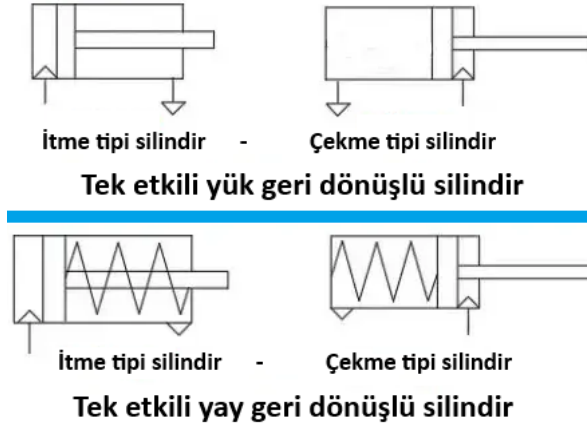 İtme tipi silindir - Çekme tipi silindir
Tek etkili yük geri dönüşlü silindir
İtme tipi silindir - Çekme tipi silindir
Tek etkili yay geri dönüşlü silindir